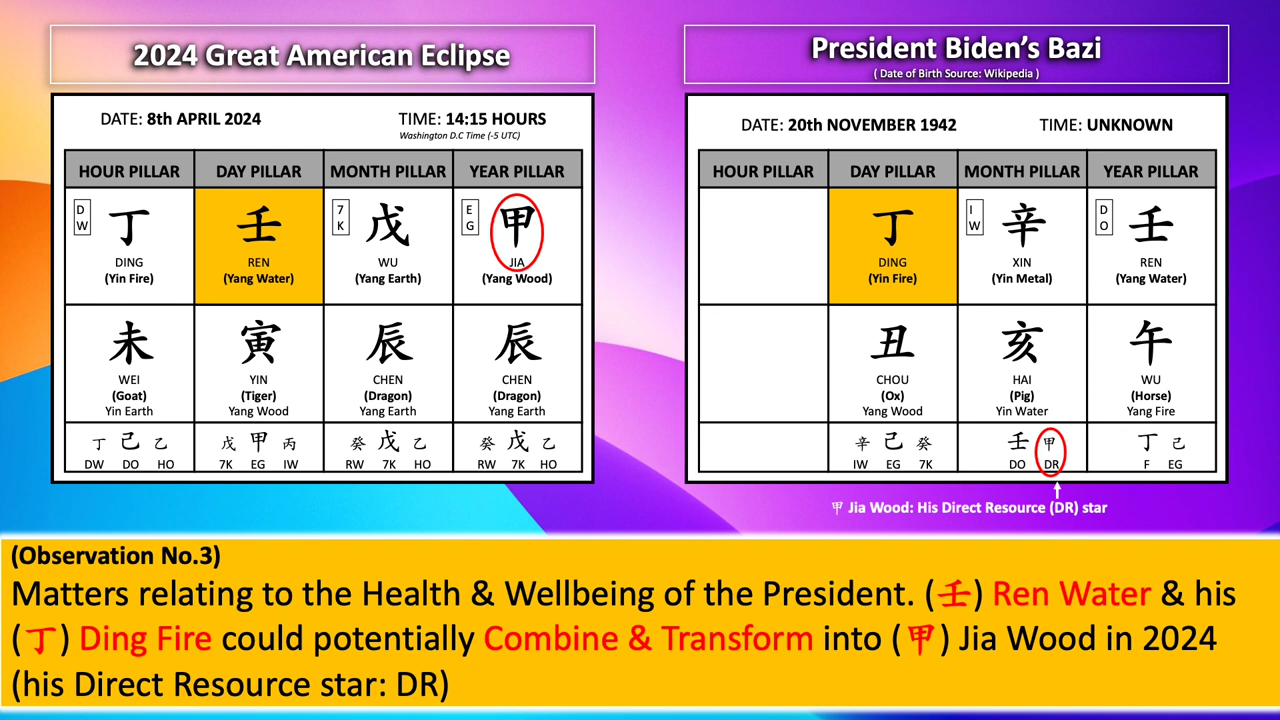 2024 Great American Eclipse
DATE: 8th APRIL 2024 TIME: 14:15 HOURS
Washington D.C Time (-5 UTC)
HOUR PILLAR DAY PILLAR MONTH PILLAR YEAR PILLAR
D W 丁 壬 7 K 戊 E G 甲
DING REN WU JIA
(Yin Fire) (Yang Water) (Yang Earth) (Yang Wood)
未 寅 辰 辰
WEI YIN CHEN CHEN
(Goat) (Tiger) (Dragon) (Dragon)
Yin Earth Yang Wood Yang Earth Yang Earth
丁 己 乙 戊 甲 丙 癸 戊 乙 癸 戊 乙
DW DO HO 7K EG IW RW 7K HO RW 7K HO
President Biden's Bazi
( Date of Birth Source: Wikipedia )
DATE: 20th NOVEMBER 1942 TIME: UNKNOWN
HOUR PILLAR DAY PILLAR MONTH PILLAR YEAR PILLAR
丁 I W 辛 D O 壬
DING XIN REN
(Yin Fire) (Yin Metal) (Yang Water)
丑 亥 午
CHOU HAI WU
(Ox) (Pig) (Horse)
Yang Wood Yin Water Yang Fire
辛 己 癸 壬 甲 丁 己
IW EG 7K DO DR F EG
甲 Jia Wood: His Direct Resource (DR) star
(Observation No.3)
Matters relating to the Health & Wellbeing of the President. (壬) Ren Water & his
(丁) Ding Fire could potentially Combine & Transform into (甲) Jia Wood in 2024
(his Direct Resource star: DR)